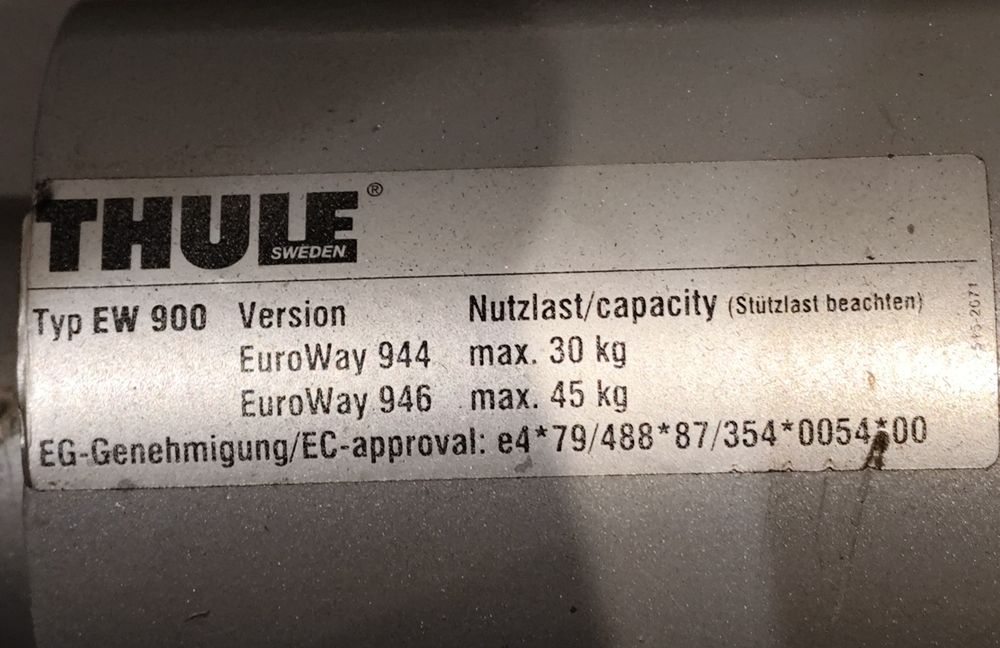 THULE®
SWEDEN
Typ EW 900 Version Nutzlast/capacity (Stützlast beachten)
EuroWay 944 max. 30 kg
EuroWay 946 max. 45 kg
EG-Genehmigung/EC-approval: e4*79/488*87/354*0054*00